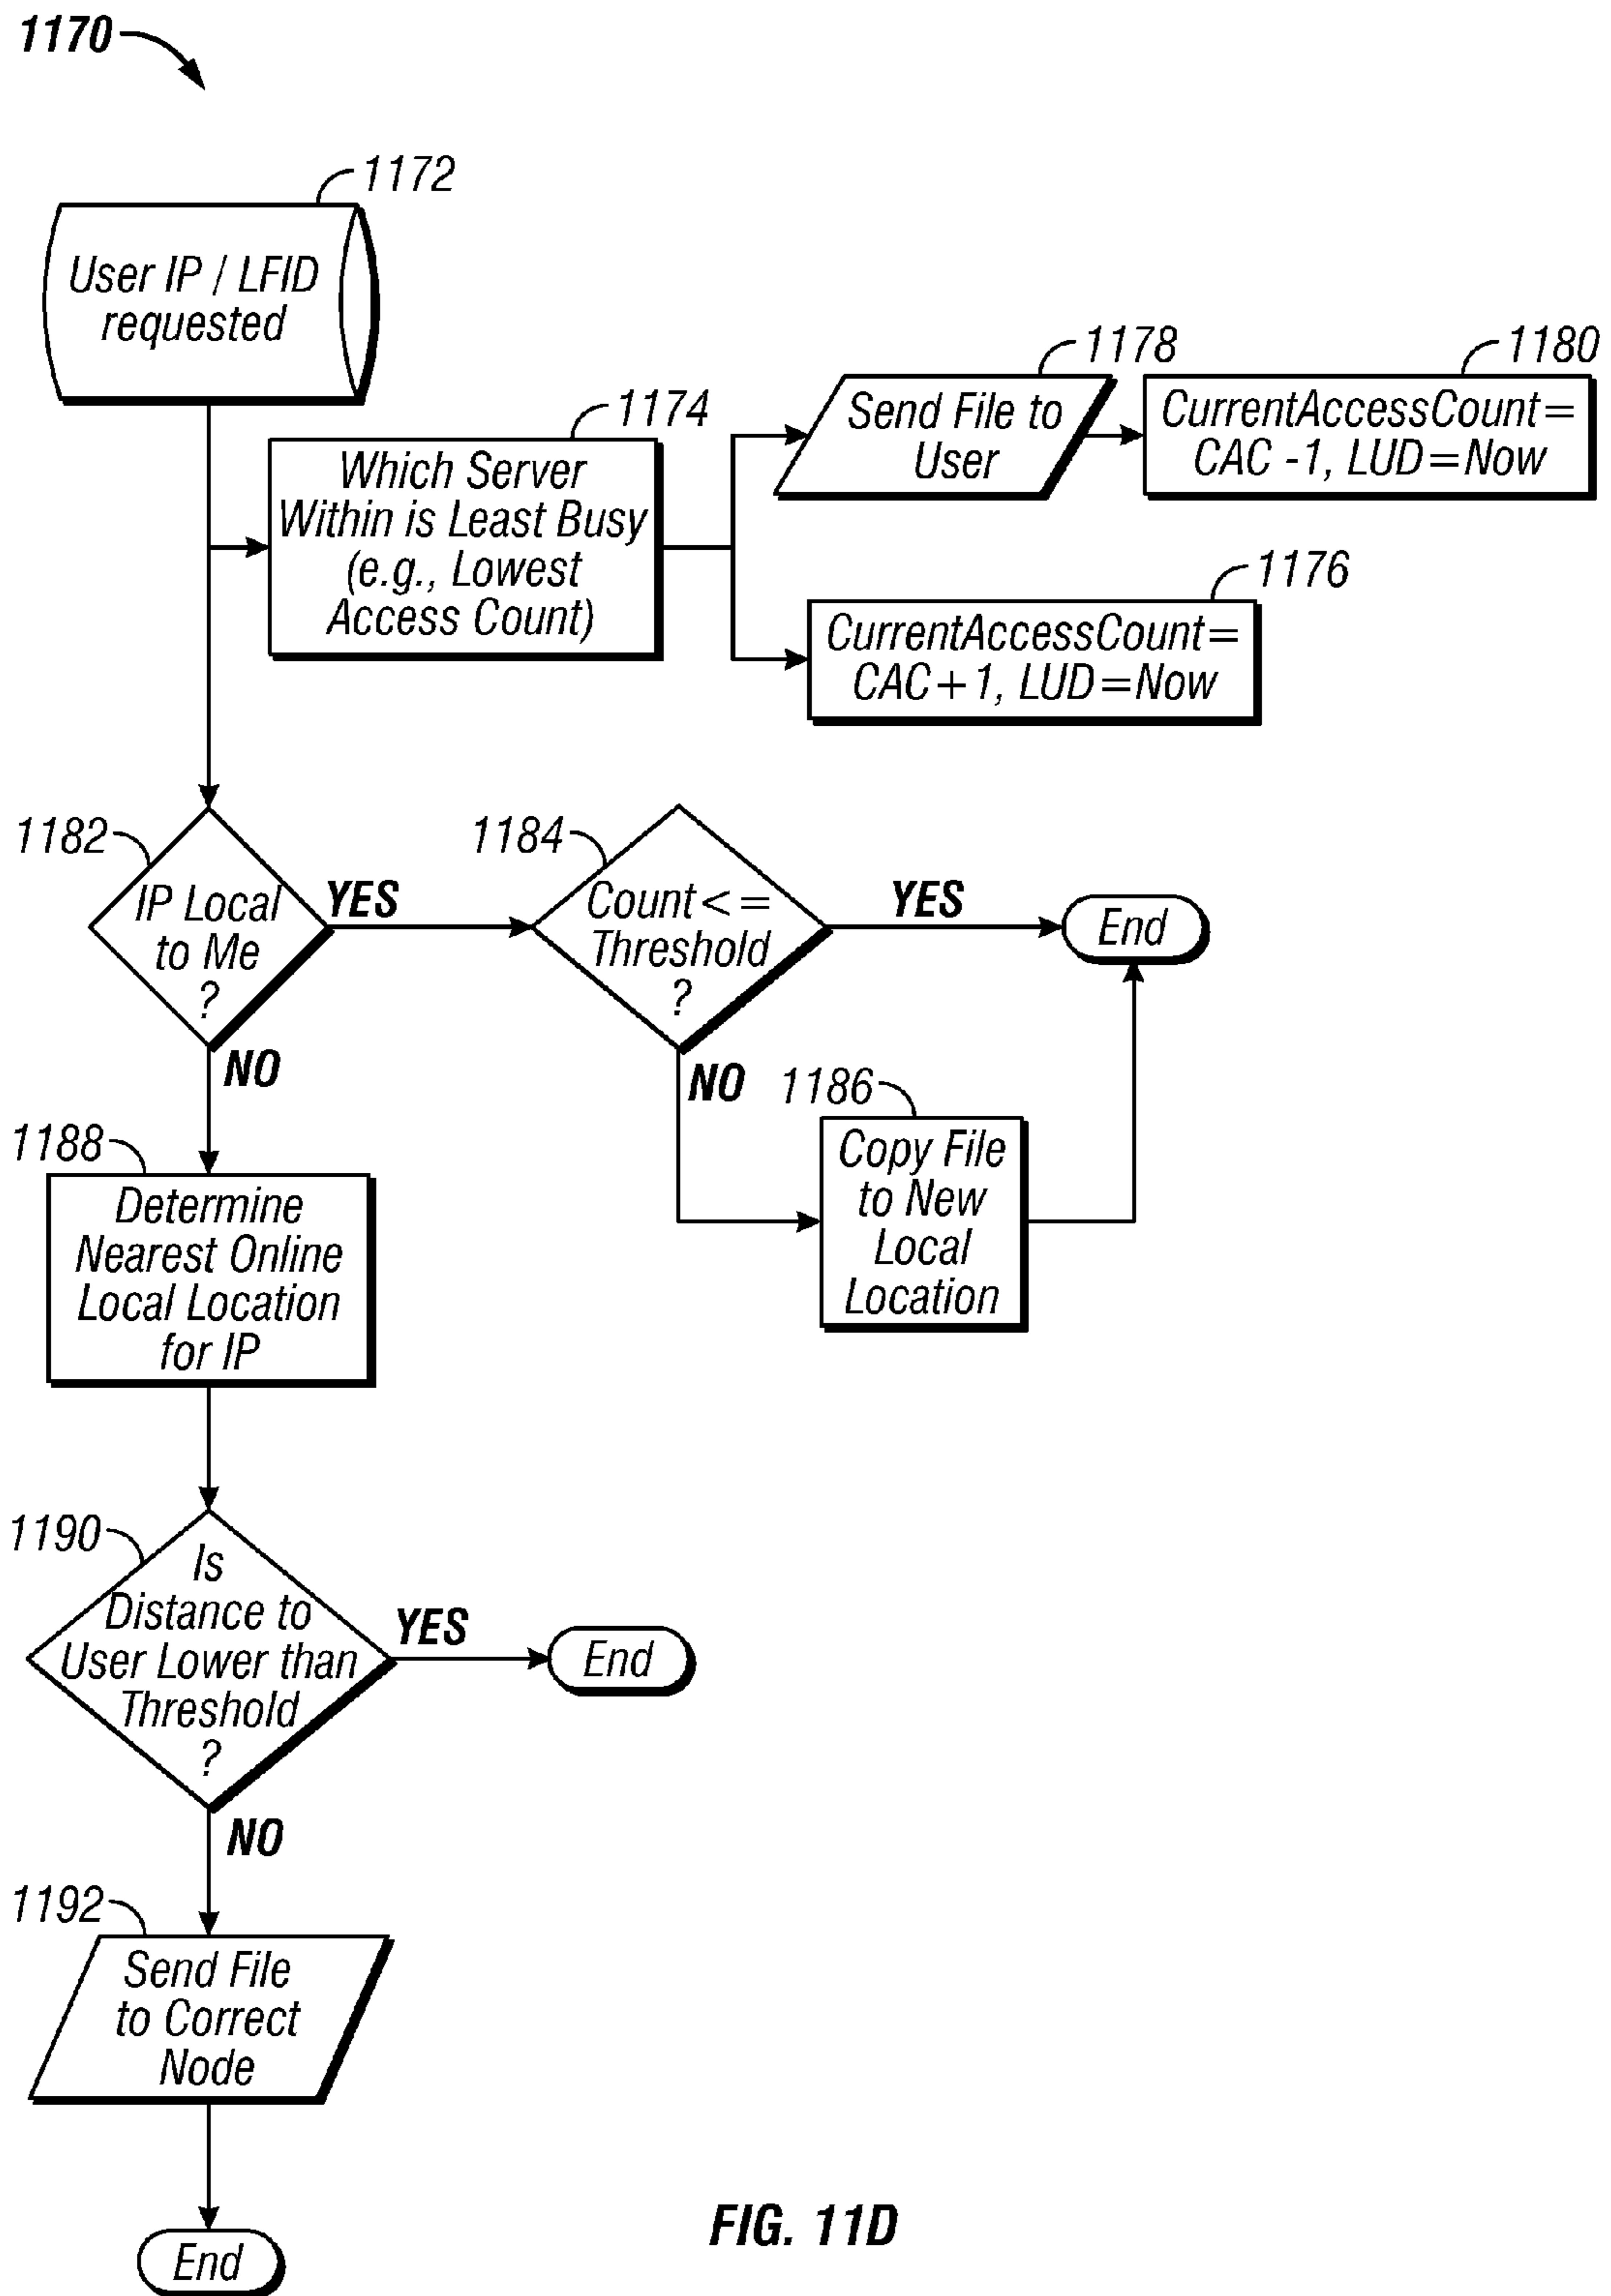 1170
1172
User IP / LFID
requested
1174
Which Server
Within is Least Busy
(e.g., Lowest
Access Count)
1178
Send File to
User
1180
CurrentAccessCount=
CAC -1, LUD=Now
1176
CurrentAccessCount=
CAC+1, LUD=Now
1182
IP Local
to Me
?
YES
NO
1184
Count<=
Threshold
?
YES
End
NO
1186
Copy File
to New
Local
Location
1188
Determine
Nearest Online
Local Location
for IP
1190
Is
Distance to
User Lower than
Threshold
?
YES
End
NO
1192
Send File
to Correct
Node
End
FIG. 11D